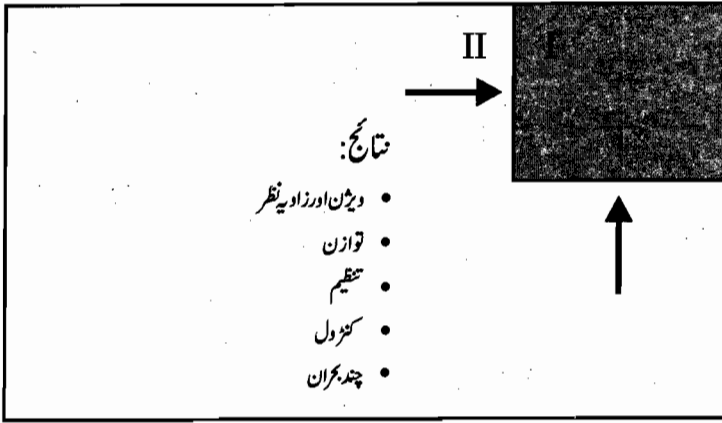 I
II
نتائج:
• ویژن اور زاویہ نظر
• توازن
• تنظیم
• کنٹرول
• چند بحران